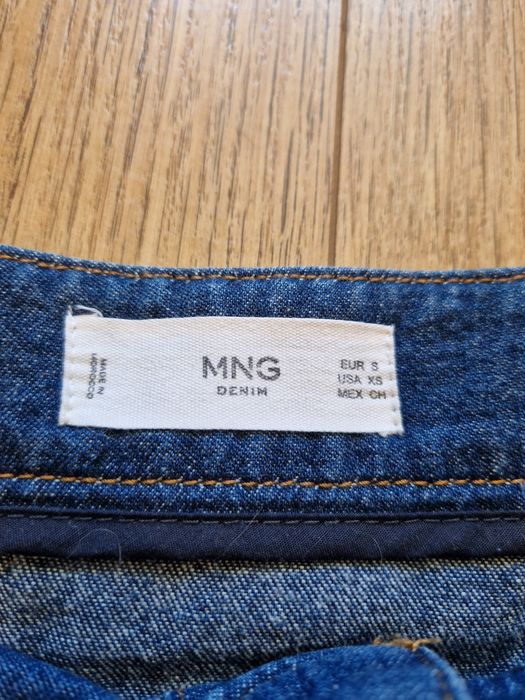 MADE IN
MOROCCO
MNG
DENIM
EUR S
USA XS
MEX CH